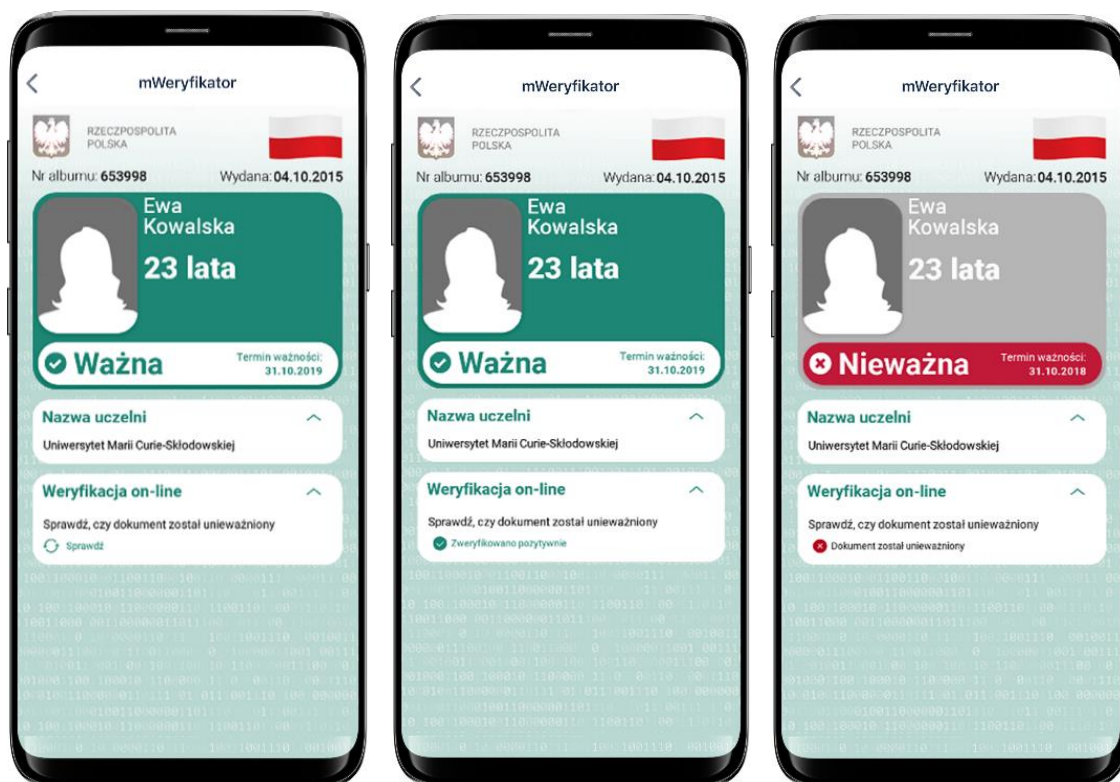 mWeryfikator
RZECZPOSPOLITA
POLSKA
Nr albumu: 653998 Wydana: 04.10.2015
Ewa
Kowalska
23 lata
Ważna
Termin ważności:
31.10.2019
Nazwa uczelni
Uniwersytet Marii Curie-Skłodowskiej
Weryfikacja on-line
Sprawdź, czy dokument został unieważniony
Sprawdź
mWeryfikator
RZECZPOSPOLITA
POLSKA
Nr albumu: 653998 Wydana: 04.10.2015
Ewa
Kowalska
23 lata
Ważna
Termin ważności:
31.10.2019
Nazwa uczelni
Uniwersytet Marii Curie-Skłodowskiej
Weryfikacja on-line
Sprawdź, czy dokument został unieważniony
Zweryfikowano pozytywnie
mWeryfikator
RZECZPOSPOLITA
POLSKA
Nr albumu: 653998 Wydana: 04.10.2015
Ewa
Kowalska
23 lata
Nieważna
Termin ważności:
31.10.2018
Nazwa uczelni
Uniwersytet Marii Curie-Skłodowskiej
Weryfikacja on-line
Sprawdź, czy dokument został unieważniony
Dokument został unieważniony